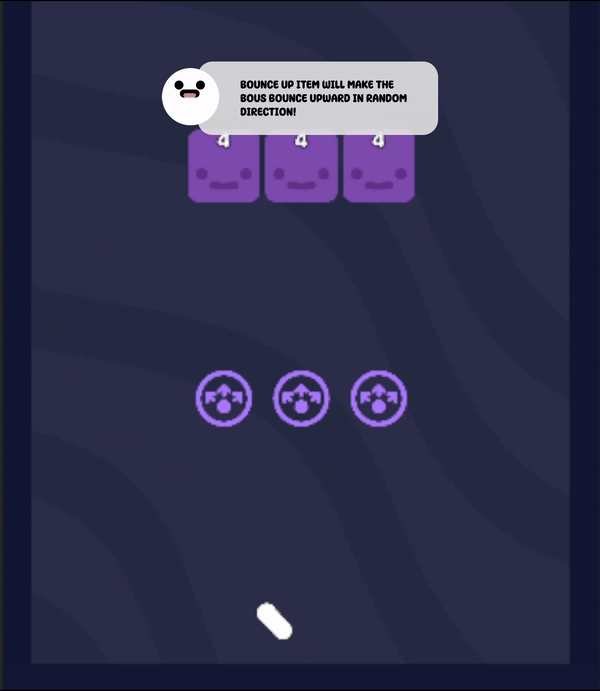 BOUNCE UP ITEM WILL MAKE THE
BOUS BOUNCE UPWARD IN RANDOM
DIRECTION!
4 4 4